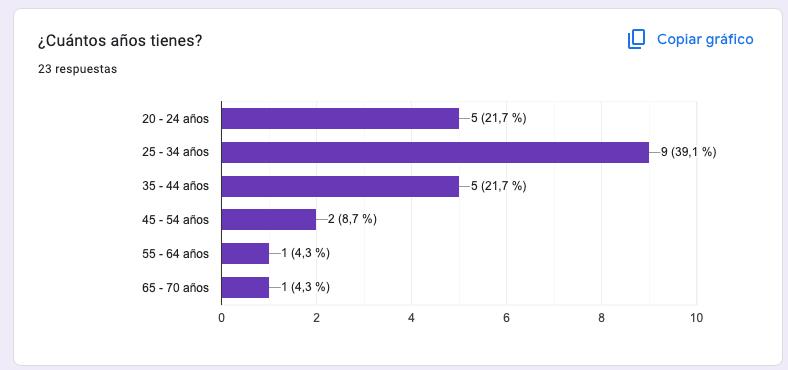 ¿Cuántos años tienes?
Copiar gráfico
23 respuestas
20 - 24 años 5 (21,7 %)
25 - 34 años 9 (39,1 %)
35 - 44 años 5 (21,7 %)
45 - 54 años 2 (8,7 %)
55 - 64 años 1 (4,3 %)
65 - 70 años 1 (4,3 %)
0 2 4 6 8 10